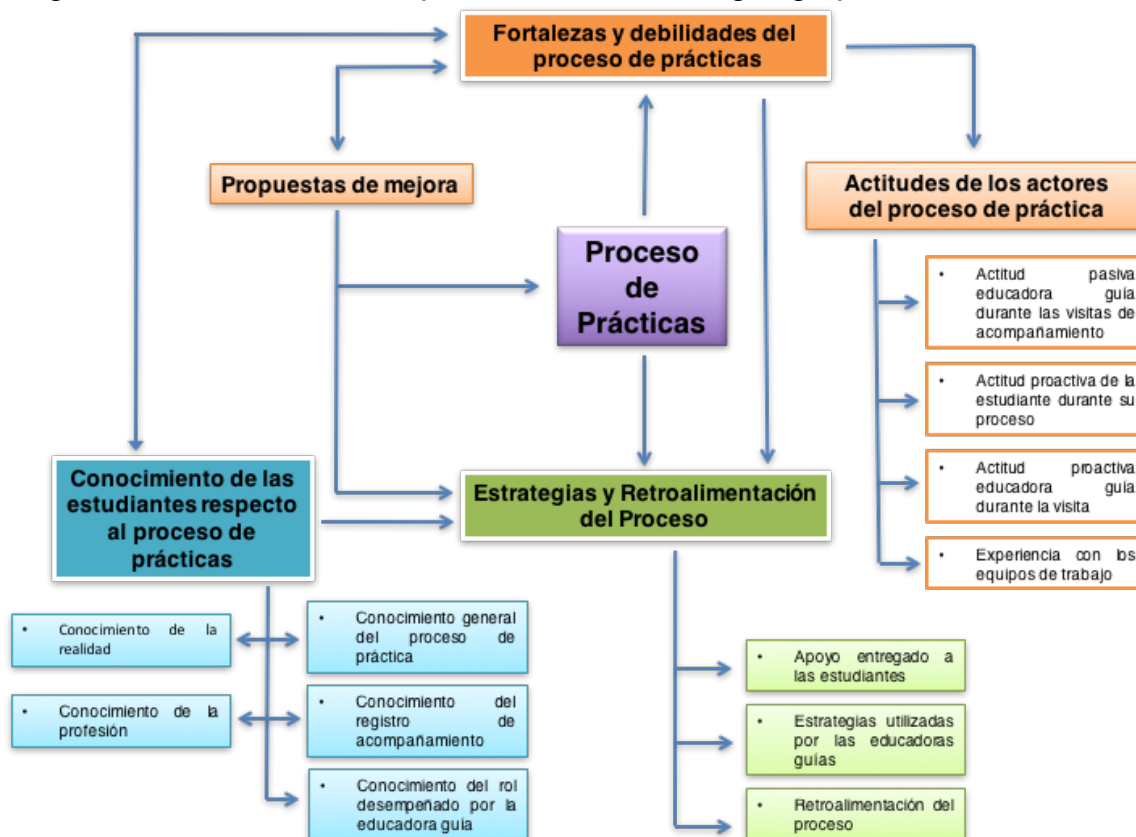 Fortalezas y debilidades del
proceso de prácticas
Propuestas de mejora
Actitudes de los actores
del proceso de práctica
Proceso
de
Prácticas
• Actitud pasiva
educadora guía
durante las visitas de
acompañamiento
• Actitud proactiva de la
estudiante durante su
proceso
• Actitud proactiva
educadora guía
durante la visita
• Experiencia con los
equipos de trabajo
Conocimiento de las
estudiantes respecto
al proceso de
prácticas
Estrategias y Retroalimentación
del Proceso
• Conocimiento de la
realidad
• Conocimiento general
del proceso de
práctica
• Conocimiento de la
profesión
• Conocimiento del
registro de
acompañamiento
• Conocimiento del rol
desempeñado por la
educadora guía
• Apoyo entregado a
las estudiantes
• Estrategias utilizadas
por las educadoras
guías
• Retroalimentación del
proceso